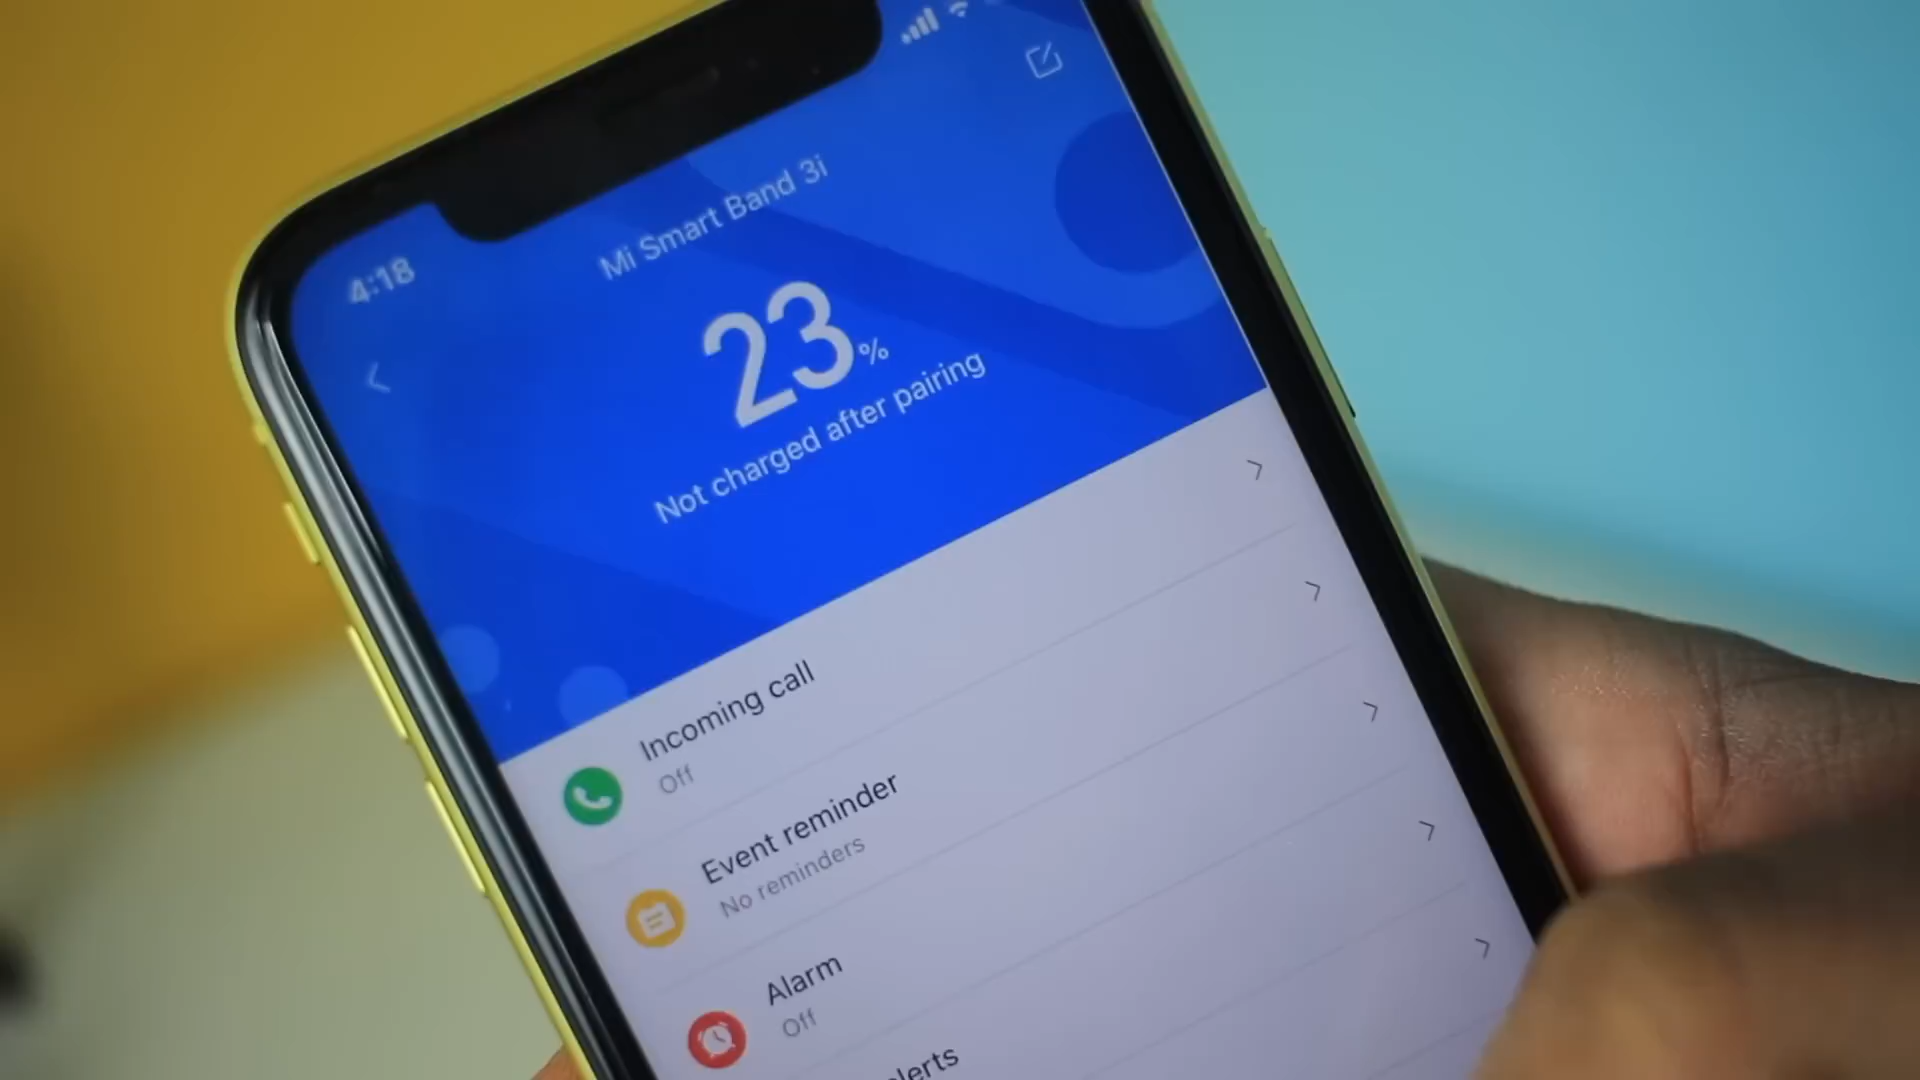 4:18
Mi Smart Band 3i
23%
Not charged after pairing
Incoming call
Off
Event reminder
No reminders
Alarm
Off